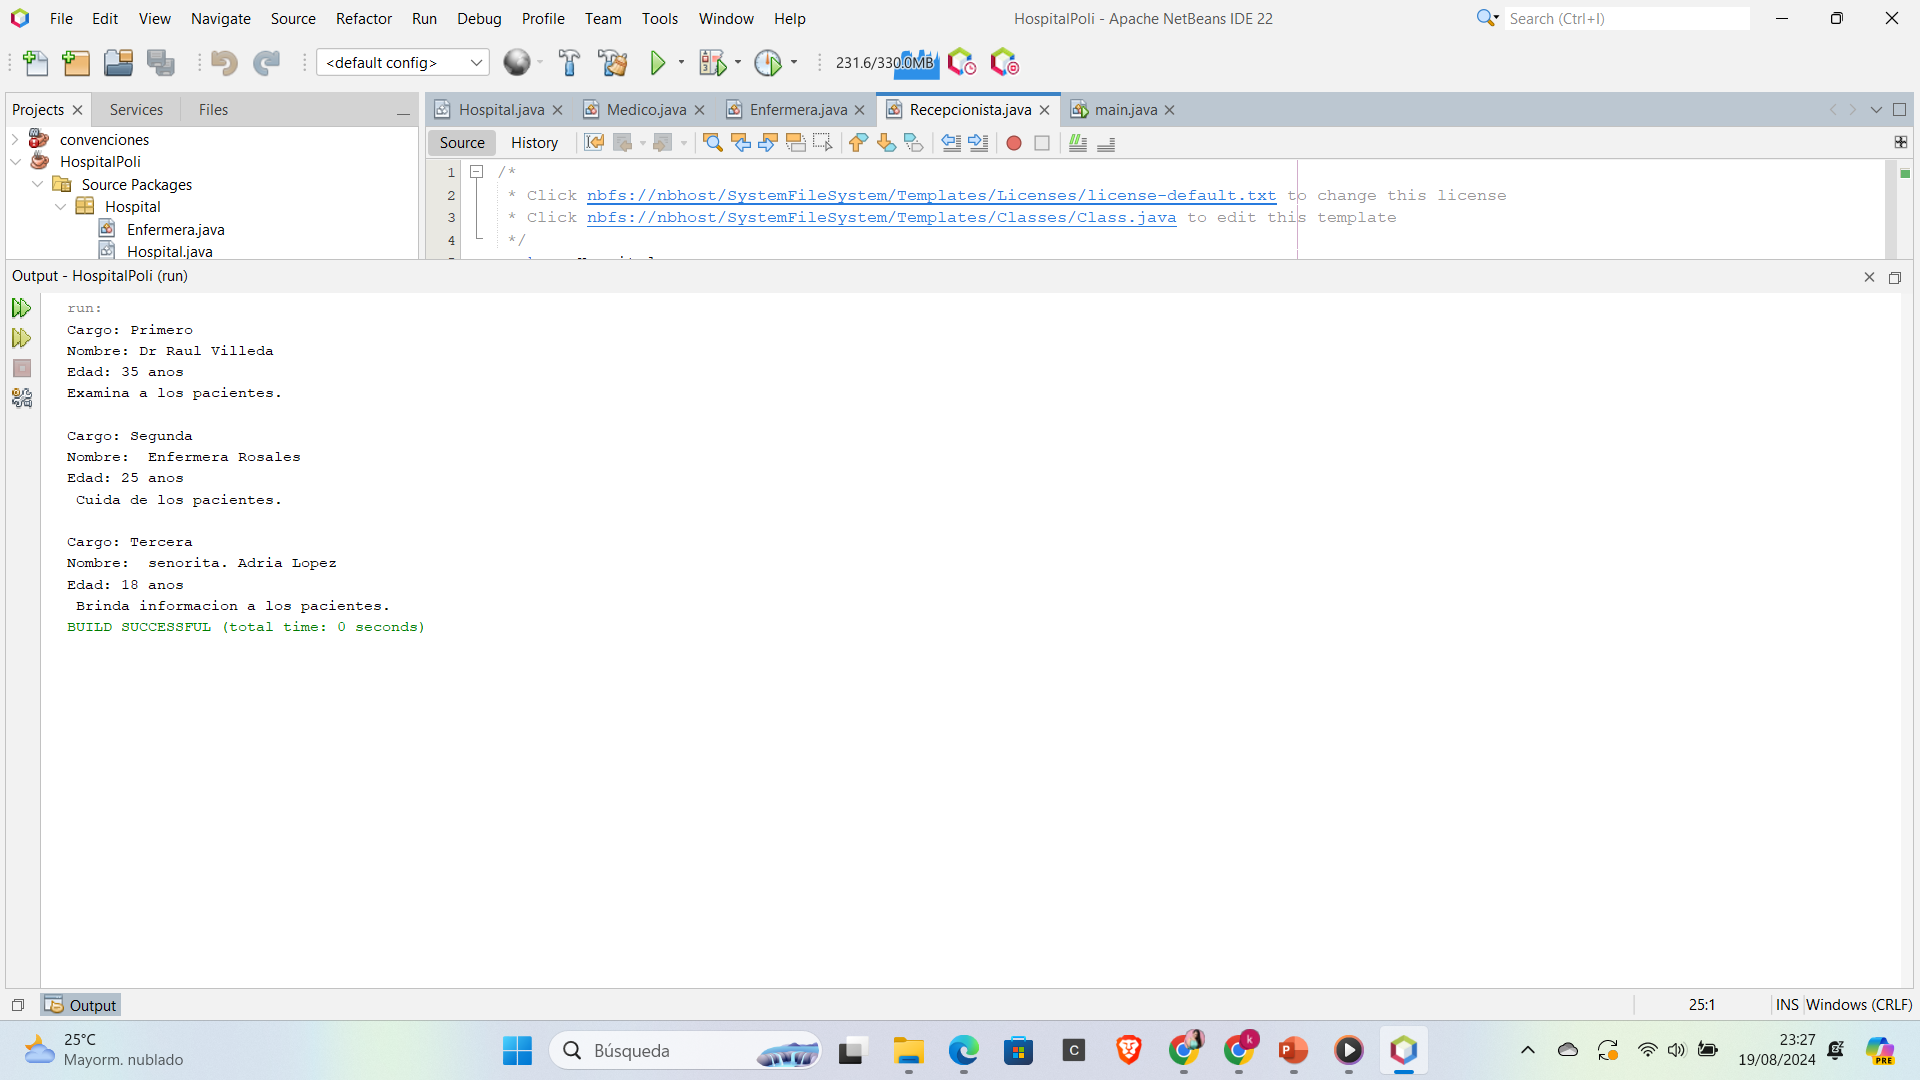 File Edit View Navigate Source Refactor Run Debug Profile Team Tools Window Help
HospitalPoli - Apache NetBeans IDE 22
Search (Ctrl+I)
<default config>
231.6/330.0MB
Projects Services Files
Hospital.java Medico.java Enfermera.java Recepcionista.java main.java
convenciones
HospitalPoli
Source Packages
Hospital
Enfermera.java
Hospital.java
Source History
1 /*
2 * Click nbfs://nbhost/SystemFileSystem/Templates/Licenses/license-default.txt to change this license
3 * Click nbfs://nbhost/SystemFileSystem/Templates/Classes/Class.java to edit this template
4 */
Output - HospitalPoli (run)
run:
Cargo: Primero
Nombre: Dr Raul Villeda
Edad: 35 anos
Examina a los pacientes.
Cargo: Segunda
Nombre:  Enfermera Rosales
Edad: 25 anos
 Cuida de los pacientes.
Cargo: Tercera
Nombre:  senorita. Adria Lopez
Edad: 18 anos
 Brinda informacion a los pacientes.
BUILD SUCCESSFUL (total time: 0 seconds)
Output
25:1 INS Windows (CRLF)
25°C
Mayorm. nublado
Búsqueda
C
k
P
23:27
19/08/2024
PRE